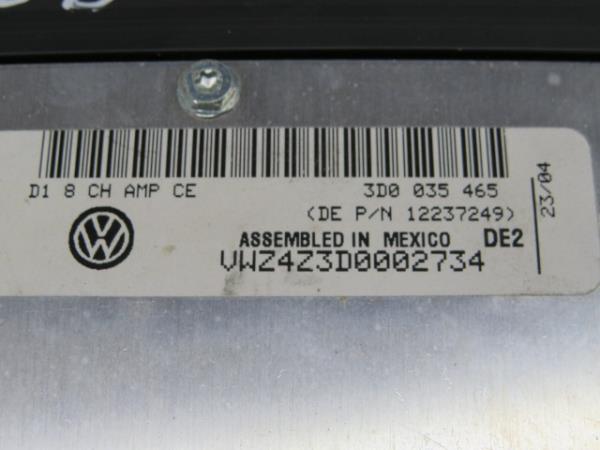 D1 8 CH AMP CE 3D0 035 465
(DE P/N 12237249)
ASSEMBLED IN MEXICO DE2
VWZ4Z3D0002734
23/04